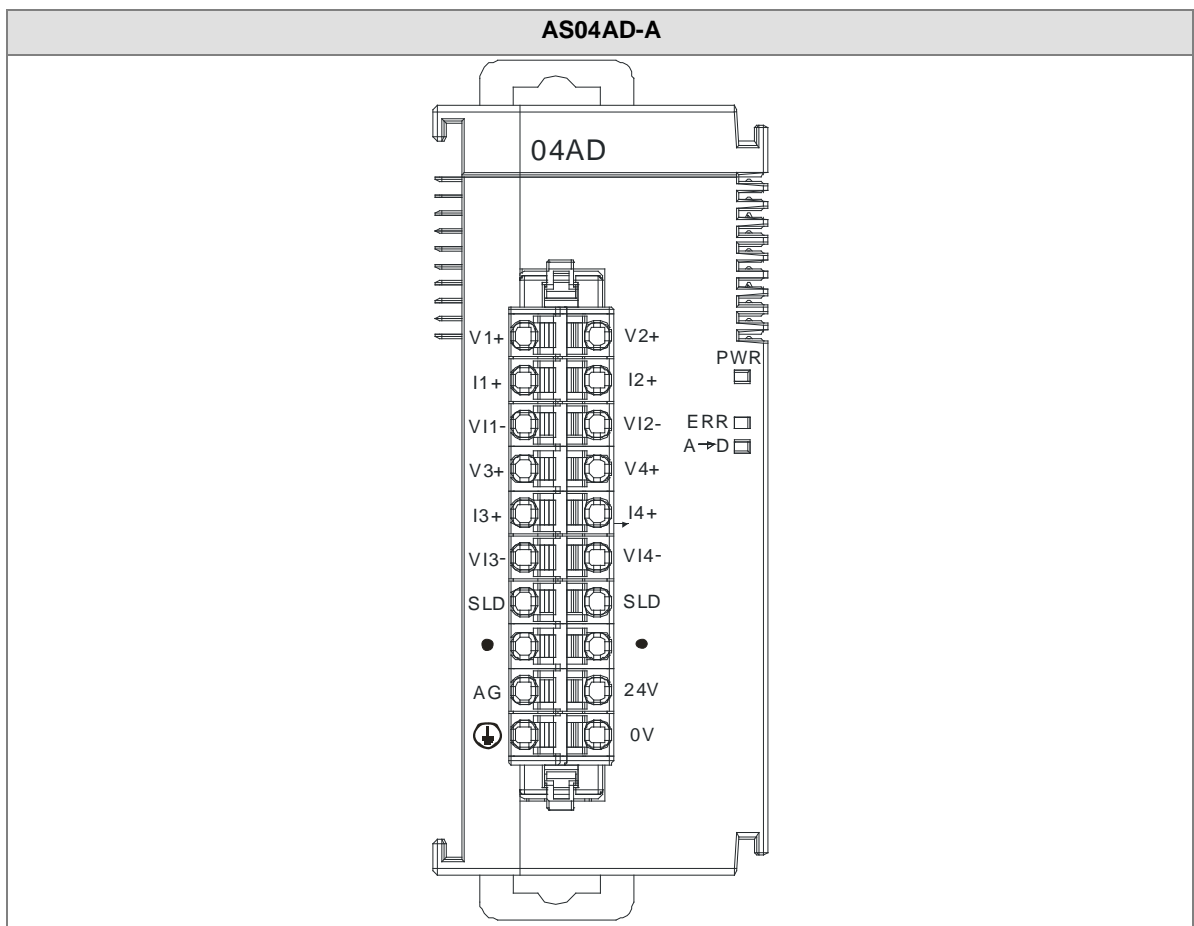 AS04AD-A
04AD
V1+ V2+
PWR
I1+ I2+
VI1- VI2- ERR
A→D
V3+ V4+
I3+ I4+
VI3- VI4-
SLD SLD
● ●
AG 24V
0V